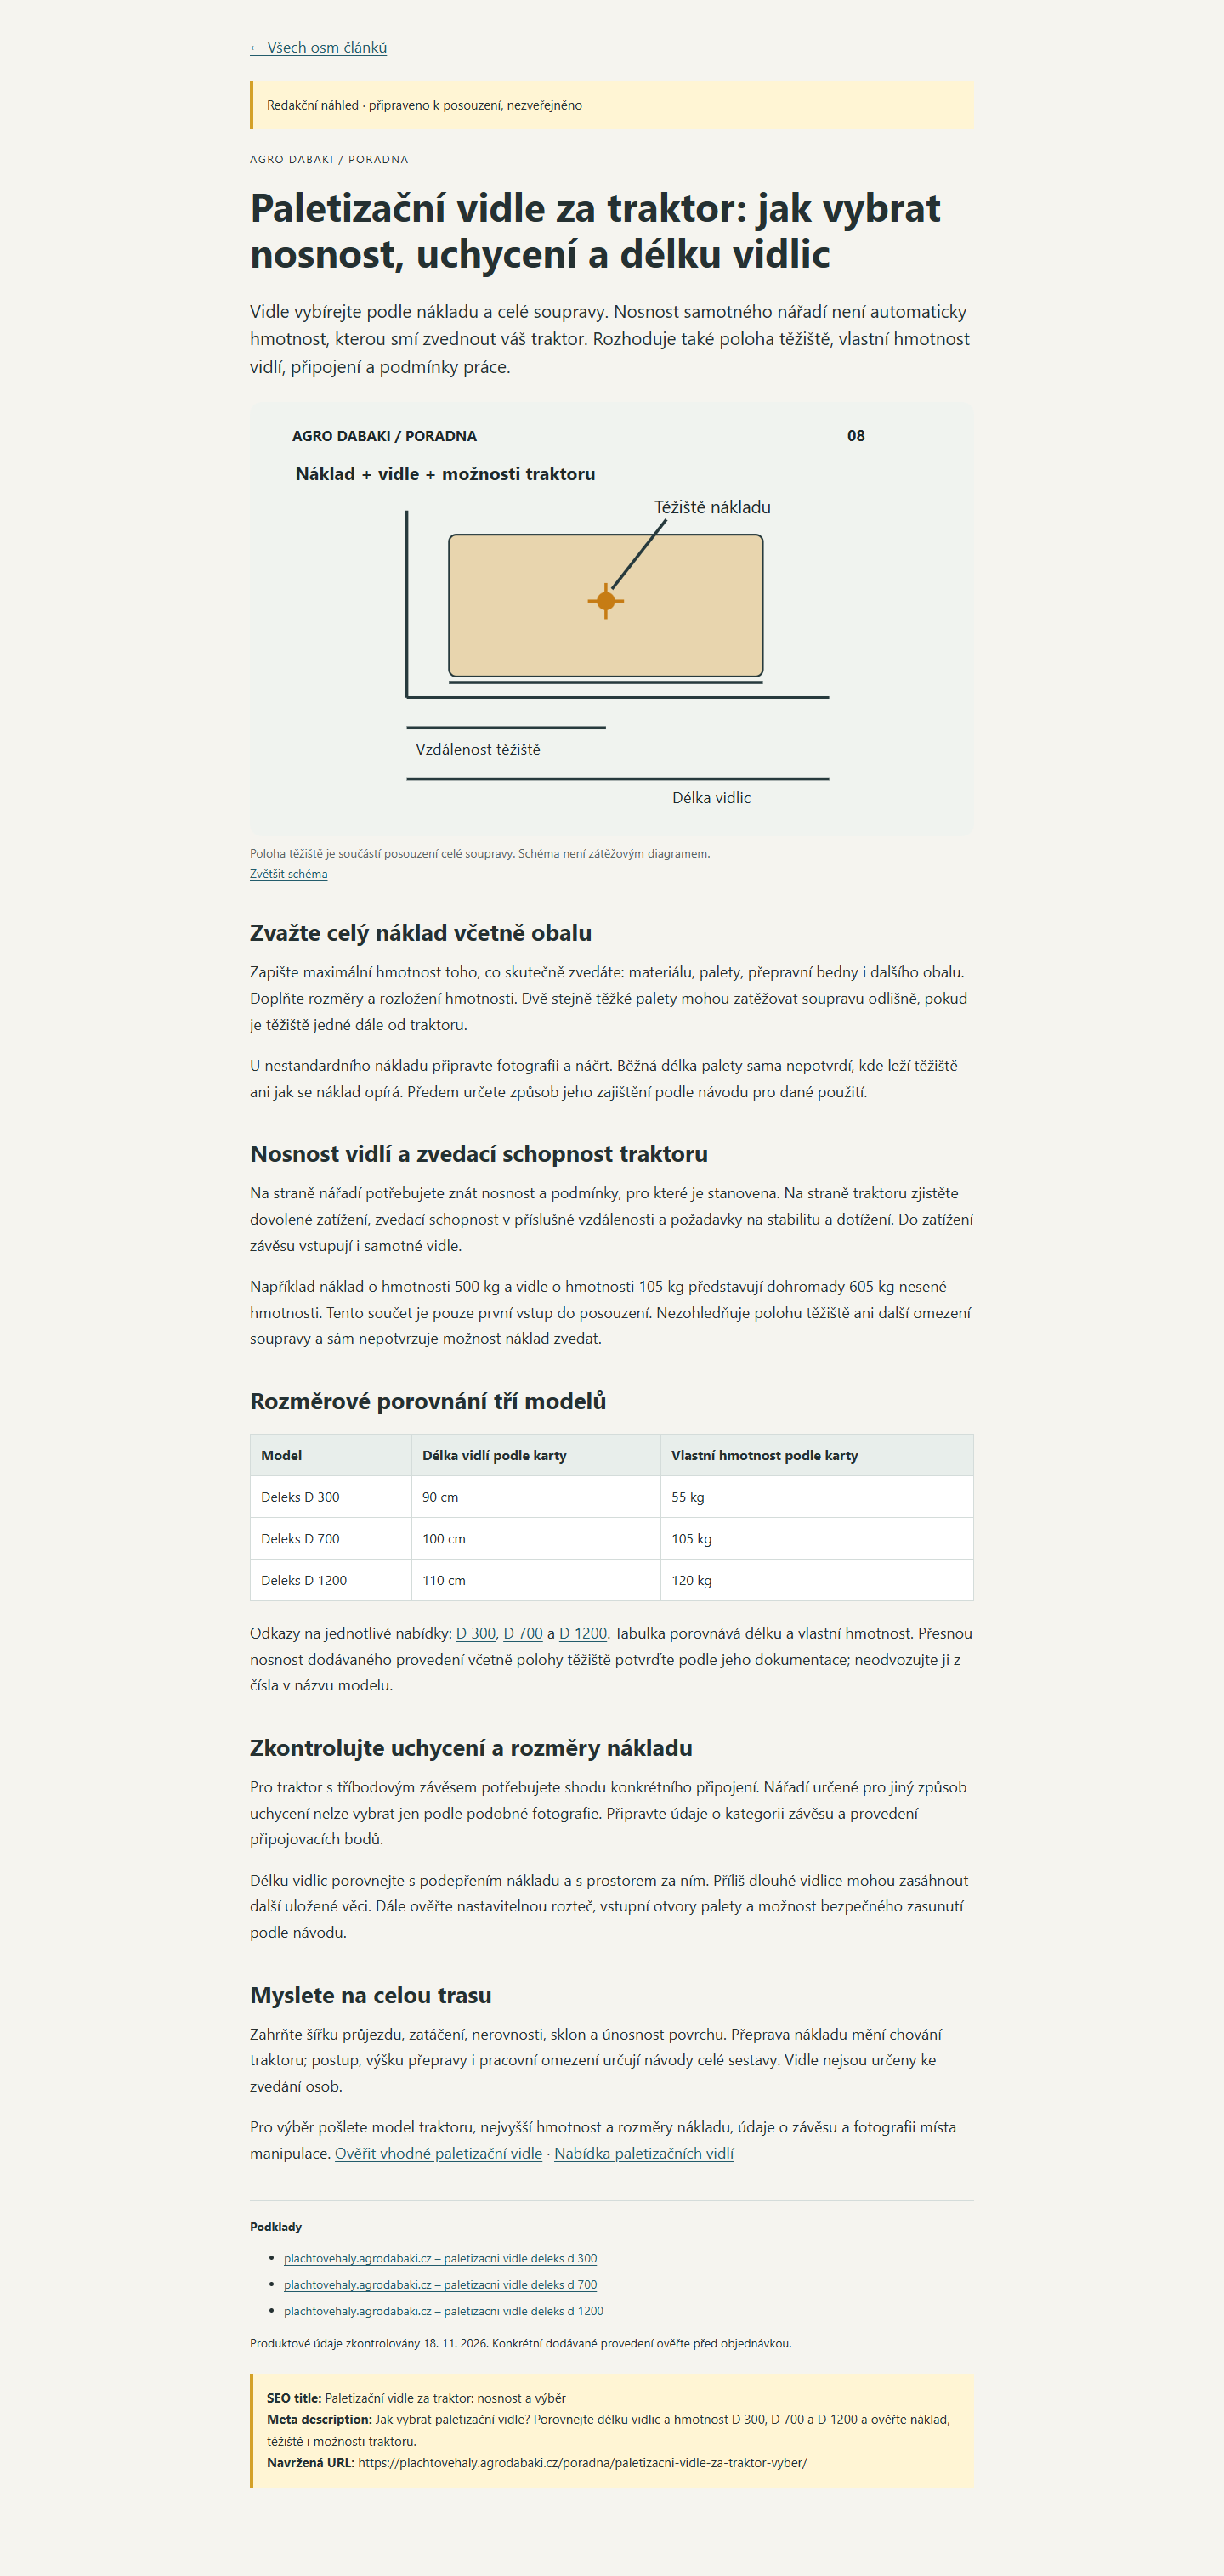 ← Všech osm článků
Redakční náhled · připraveno k posouzení, nezveřejněno
AGRO DABAKI / PORADNA
Paletizační vidle za traktor: jak vybrat
nosnost, uchycení a délku vidlic
Vidle vybírejte podle nákladu a celé soupravy. Nosnost samotného nářadí není automaticky
hmotnost, kterou smí zvednout váš traktor. Rozhoduje také poloha těžiště, vlastní hmotnost
vidlí, připojení a podmínky práce.
AGRO DABAKI / PORADNA 08
Náklad + vidle + možnosti traktoru
Těžiště nákladu
Vzdálenost těžiště
Délka vidlic
Poloha těžiště je součástí posouzení celé soupravy. Schéma není zátěžovým diagramem.
Zvětšit schéma
Zvažte celý náklad včetně obalu
Zapište maximální hmotnost toho, co skutečně zvedáte: materiálu, palety, přepravní bedny i dalšího obalu.
Doplňte rozměry a rozložení hmotnosti. Dvě stejně těžké palety mohou zatěžovat soupravu odlišně, pokud
je těžiště jedné dále od traktoru.
U nestandardního nákladu připravte fotografii a náčrt. Běžná délka palety sama nepotvrdí, kde leží těžiště
ani jak se náklad opírá. Předem určete způsob jeho zajištění podle návodu pro dané použití.
Nosnost vidlí a zvedací schopnost traktoru
Na straně nářadí potřebujete znát nosnost a podmínky, pro které je stanovena. Na straně traktoru zjistěte
dovolené zatížení, zvedací schopnost v příslušné vzdálenosti a požadavky na stabilitu a dotížení. Do zatížení
závěsu vstupují i samotné vidle.
Například náklad o hmotnosti 500 kg a vidle o hmotnosti 105 kg představují dohromady 605 kg nesené
hmotnosti. Tento součet je pouze první vstup do posouzení. Nezohledňuje polohu těžiště ani další omezení
soupravy a sám nepotvrzuje možnost náklad zvedat.
Rozměrové porovnání tří modelů
Model Délka vidlí podle karty Vlastní hmotnost podle karty
Deleks D 300 90 cm 55 kg
Deleks D 700 100 cm 105 kg
Deleks D 1200 110 cm 120 kg
Odkazy na jednotlivé nabídky: D 300, D 700 a D 1200. Tabulka porovnává délku a vlastní hmotnost. Přesnou
nosnost dodávaného provedení včetně polohy těžiště potvrďte podle jeho dokumentace; neodvozujte ji z
čísla v názvu modelu.
Zkontrolujte uchycení a rozměry nákladu
Pro traktor s tříbodovým závěsem potřebujete shodu konkrétního připojení. Nářadí určené pro jiný způsob
uchycení nelze vybrat jen podle podobné fotografie. Připravte údaje o kategorii závěsu a provedení
připojovacích bodů.
Délku vidlic porovnejte s podepřením nákladu a s prostorem za ním. Příliš dlouhé vidlice mohou zasáhnout
další uložené věci. Dále ověřte nastavitelnou rozteč, vstupní otvory palety a možnost bezpečného zasunutí
podle návodu.
Myslete na celou trasu
Zahrňte šířku průjezdu, zatáčení, nerovnosti, sklon a únosnost povrchu. Přeprava nákladu mění chování
traktoru; postup, výšku přepravy i pracovní omezení určují návody celé sestavy. Vidle nejsou určeny ke
zvedání osob.
Pro výběr pošlete model traktoru, nejvyšší hmotnost a rozměry nákladu, údaje o závěsu a fotografii místa
manipulace. Ověřit vhodné paletizační vidle · Nabídka paletizačních vidlí
Podklady
• plachtovehaly.agrodabaki.cz – paletizacni vidle deleks d 300
• plachtovehaly.agrodabaki.cz – paletizacni vidle deleks d 700
• plachtovehaly.agrodabaki.cz – paletizacni vidle deleks d 1200
Produktové údaje zkontrolovány 18. 11. 2026. Konkrétní dodávané provedení ověřte před objednávkou.
SEO title: Paletizační vidle za traktor: nosnost a výběr
Meta description: Jak vybrat paletizační vidle? Porovnejte délku vidlic a hmotnost D 300, D 700 a D 1200 a ověřte náklad,
těžiště i možnosti traktoru.
Navržená URL: https://plachtovehaly.agrodabaki.cz/poradna/paletizacni-vidle-za-traktor-vyber/